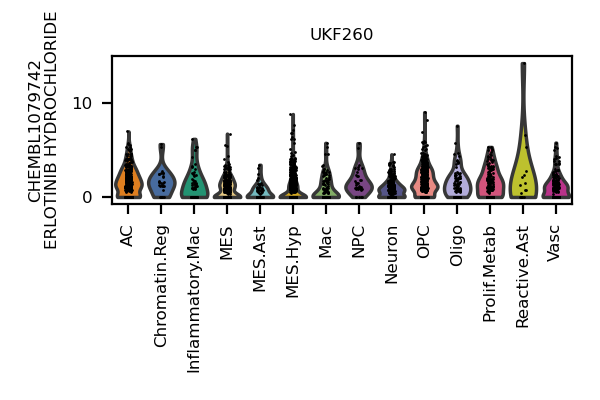 UKF260
CHEMBL1079742
ERLOTINIB HYDROCHLORIDE
10
0
AC
Chromatin.Reg
Inflammatory.Mac
MES
MES.Ast
MES.Hyp
Mac
NPC
Neuron
OPC
Oligo
Prolif.Metab
Reactive.Ast
Vasc